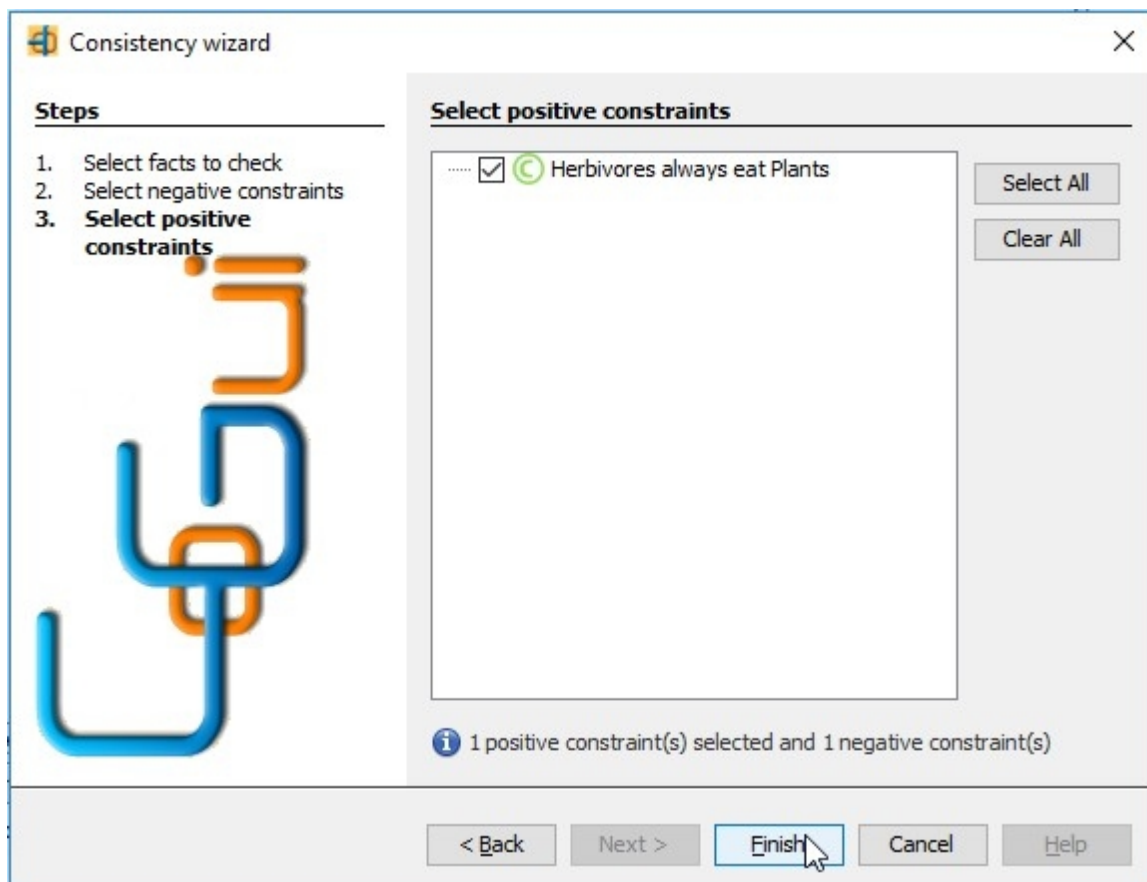 Consistency wizard
Steps
1. Select facts to check
2. Select negative constraints
3. Select positive
constraints
Select positive constraints
Herbivores always eat Plants
Select All
Clear All
1 positive constraint(s) selected and 1 negative constraint(s)
< Back
Next >
Finish
Cancel
Help